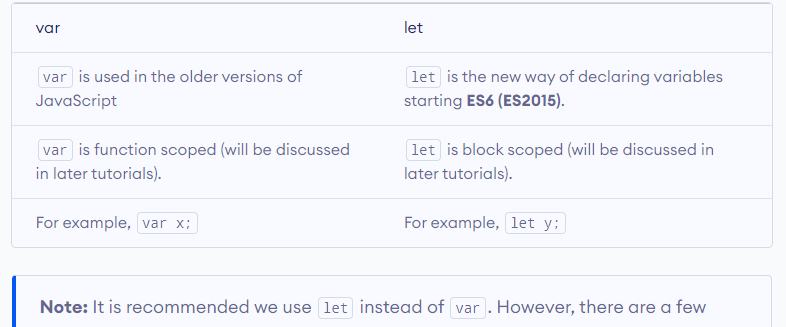 var let
var is used in the older versions of
JavaScript
let is the new way of declaring variables
starting ES6 (ES2015).
var is function scoped (will be discussed
in later tutorials).
let is block scoped (will be discussed in
later tutorials).
For example, var x;
For example, let y;
Note: It is recommended we use let instead of var. However, there are a few